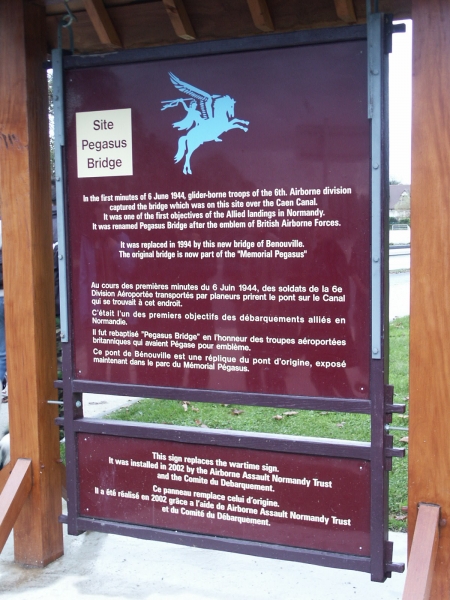 Site
Pegasus
Bridge
In the first minutes of 6 June 1944, glider-borne troops of the 6th. Airborne division
captured the bridge which was on this site over the Caen Canal.
It was one of the first objectives of the Allied landings in Normandy.
It was renamed Pegasus Bridge after the emblem of British Airborne Forces.
It was replaced in 1994 by this new bridge of Benouville.
The original bridge is now part of the "Memorial Pegasus"
Au cours des premières minutes du 6 Juin 1944, des soldats de la 6e
Division Aéroportée transportés par planeurs prirent le pont sur le Canal
qui se trouvait à cet endroit.
C'était l'un des premiers objectifs des débarquements alliés en
Normandie.
Il fut rebaptisé "Pegasus Bridge" en l'honneur des troupes aéroportées
britanniques qui avaient Pégase pour emblème.
Ce pont de Bénouville est une réplique du pont d'origine, exposé
maintenant dans le parc du Mémorial Pégasus.
This sign replaces the wartime sign.
It was installed in 2002 by the Airborne Assault Normandy Trust
and the Comite du Debarquement.
Ce panneau remplace celui d'origine.
Il a été réalisé en 2002 grâce a l'aide de Airborne Assault Normandy Trust
et du Comité du Débarquement.